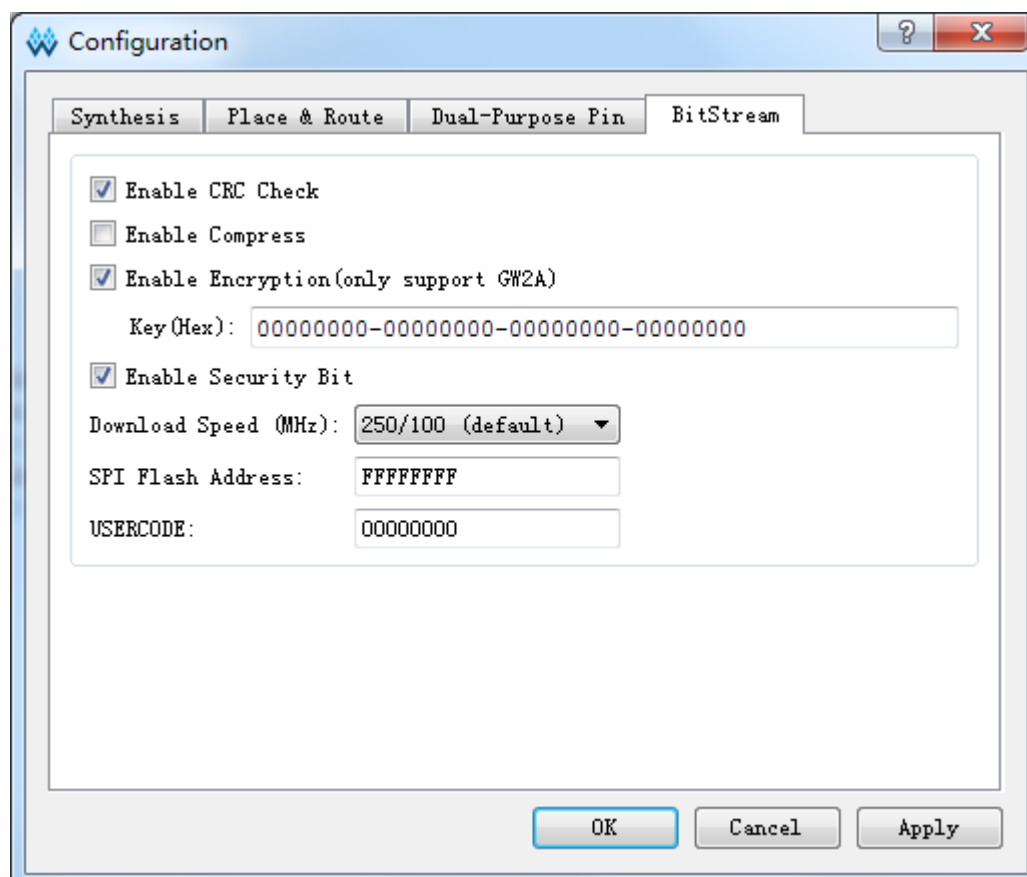 Configuration
Synthesis Place & Route Dual-Purpose Pin BitStream
Enable CRC Check
Enable Compress
Enable Encryption(only support GW2A)
Key(Hex): 00000000-00000000-00000000-00000000
Enable Security Bit
Download Speed (MHz): 250/100 (default)
SPI Flash Address: FFFFFFFF
USERCODE: 00000000
OK Cancel Apply